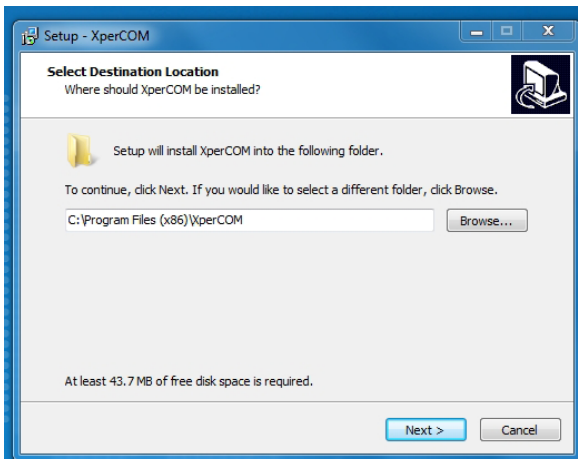 Setup - XperCOM
Select Destination Location
Where should XperCOM be installed?
Setup will install XperCOM into the following folder.
To continue, click Next. If you would like to select a different folder, click Browse.
C:\Program Files (x86)\XperCOM
Browse...
At least 43.7 MB of free disk space is required.
Next >
Cancel